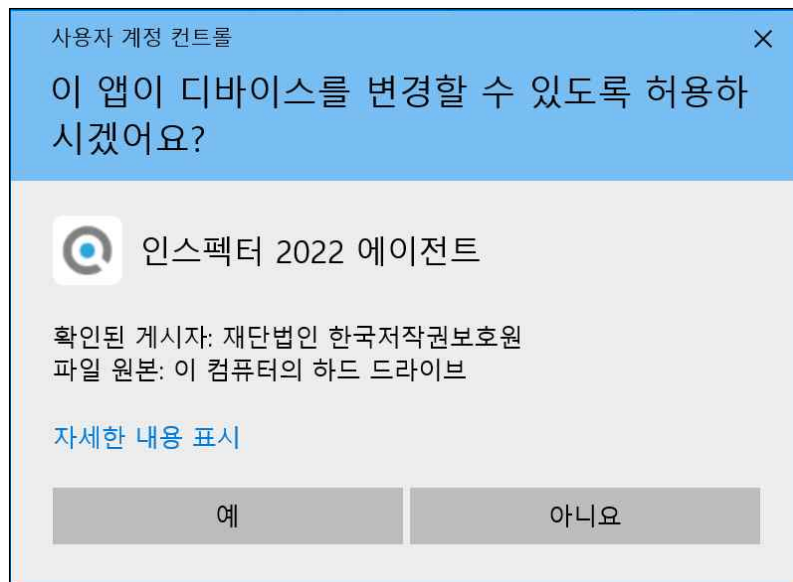 사용자 계정 컨트롤
이 앱이 디바이스를 변경할 수 있도록 허용하
시겠어요?
인스펙터 2022 에이전트
확인된 게시자: 재단법인 한국저작권보호원
파일 원본: 이 컴퓨터의 하드 드라이브
자세한 내용 표시
예
아니요